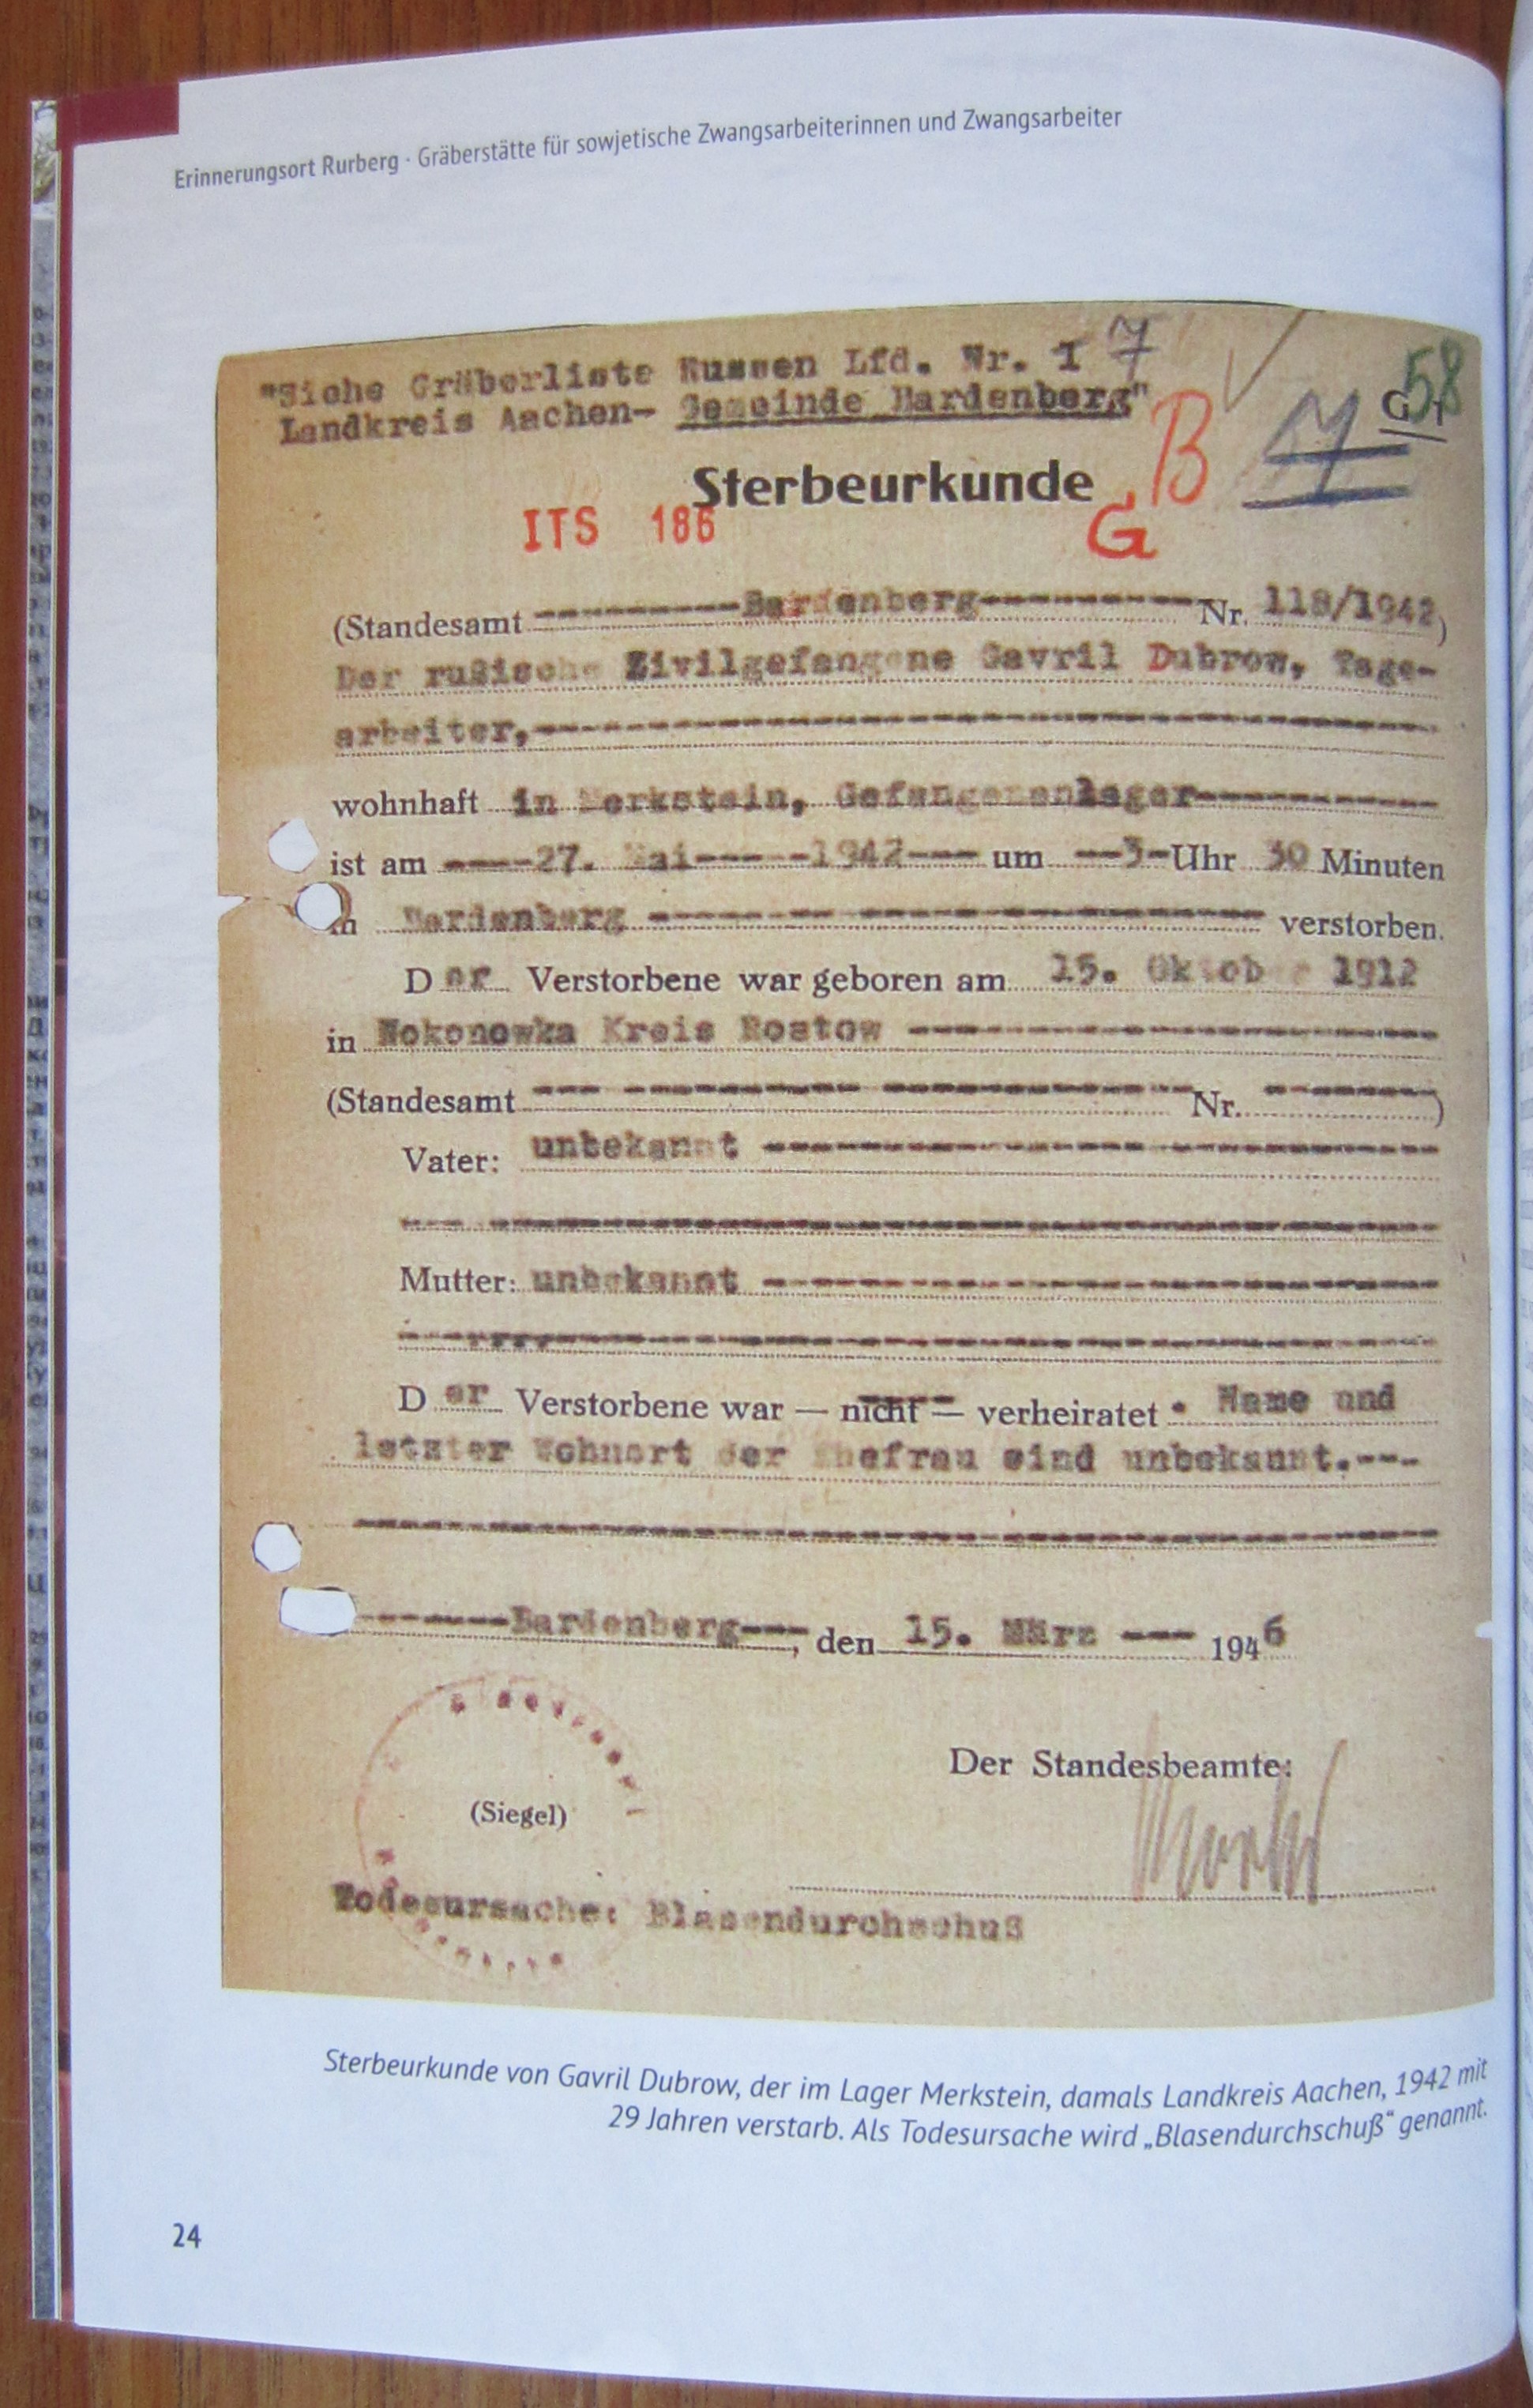 Erinnerungsort Rurberg · Gräberstätte für sowjetische Zwangsarbeiterinnen und Zwangsarbeiter
"Siehe Gräberliste Russen Lfd. Nr. 1 7
Landkreis Aachen- Gemeinde Bardenberg"
58
G 1
B
Sterbeurkunde
ITS 186
G
(Standesamt ---------Bardenberg---------- Nr. 118/1942)
Der rußische Zivilgefangene Gavril Dubrow, Tage-
arbeiter,--------------------
wohnhaft in Merkstein, Gefangenenlager-----------
ist am ----27. Mai-----1942--- um --3-Uhr 30 Minuten
in Bardenberg -------------------- verstorben.
Der Verstorbene war geboren am 15. Oktober 1912
in Nokonowka Kreis Rostow --------------------
(Standesamt -------------------- Nr. --------)
Vater: unbekannt --------------------
Mutter: unbekannt --------------------
Der Verstorbene war — nicht — verheiratet. Name und
letzter Wohnort der Ehefrau sind unbekannt.---
-------Bardenberg---, den 15. März --- 1946
Der Standesbeamte:
(Siegel)
Todesursache: Blasendurchschuß
Sterbeurkunde von Gavril Dubrow, der im Lager Merkstein, damals Landkreis Aachen, 1942 mit
29 Jahren verstarb. Als Todesursache wird „Blasendurchschuß“ genannt.
24